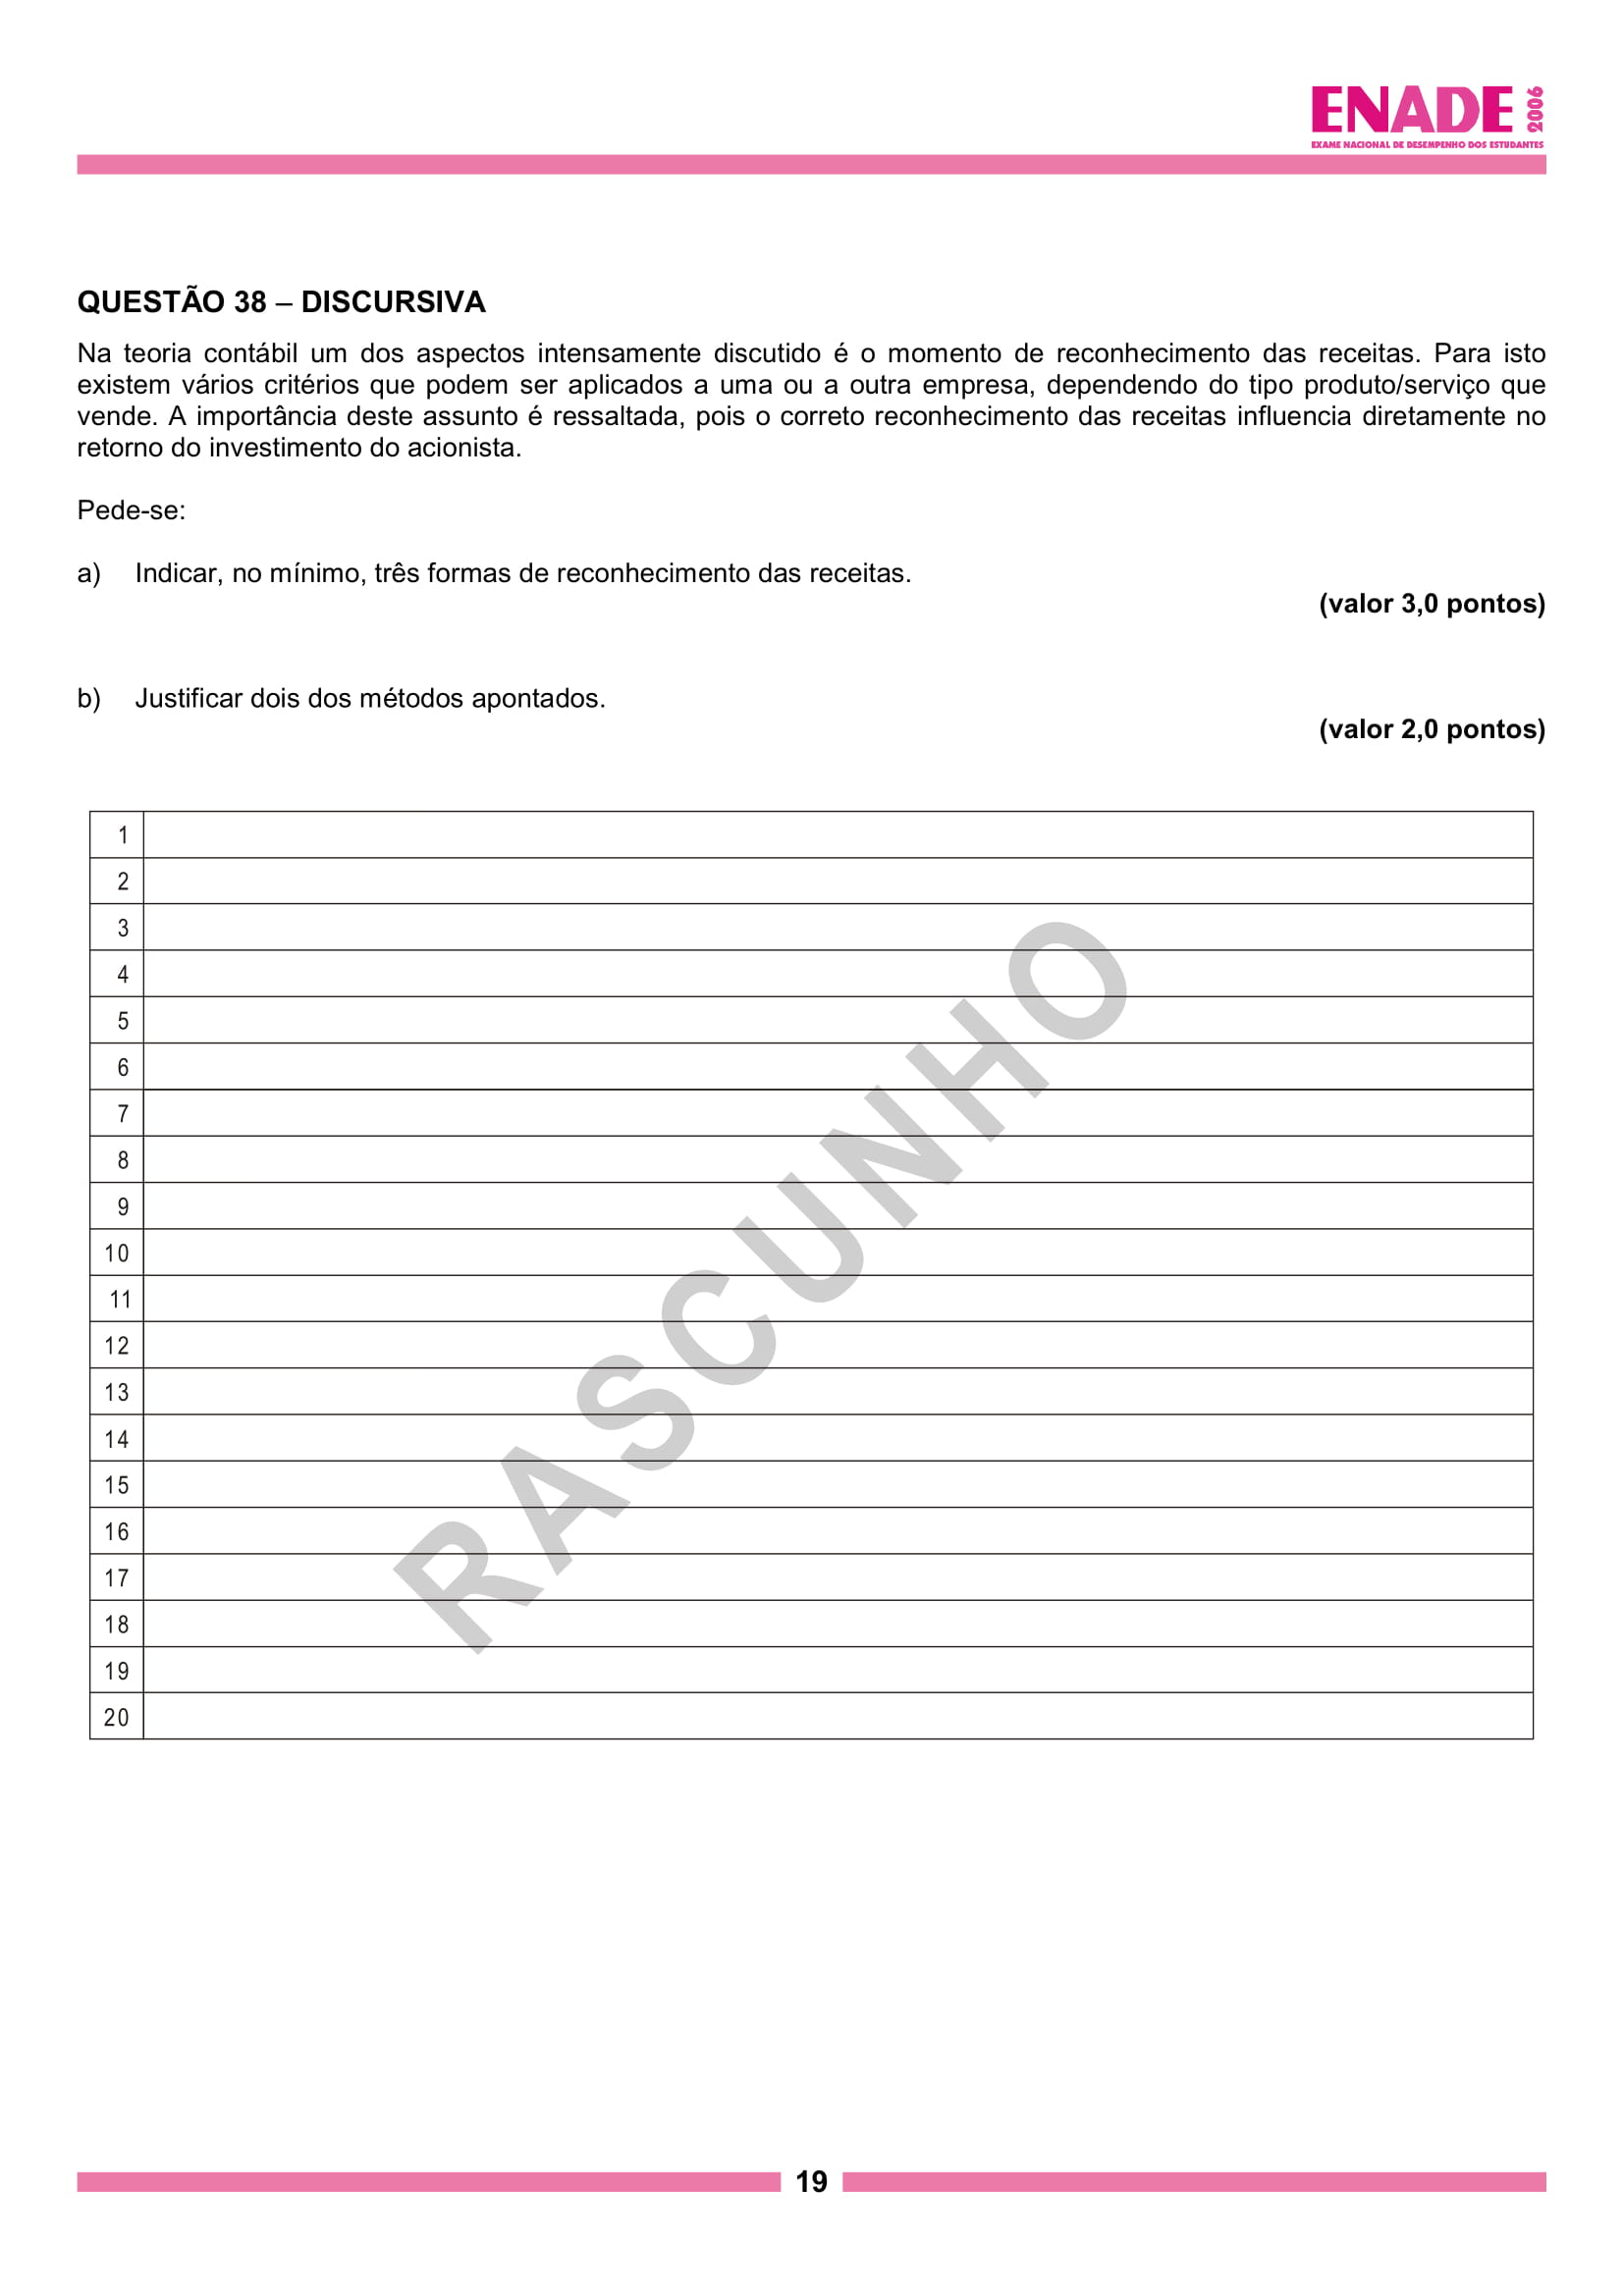 ENADE 2006
EXAME NACIONAL DE DESEMPENHO DOS ESTUDANTES
QUESTÃO 38 – DISCURSIVA
Na teoria contábil um dos aspectos intensamente discutido é o momento de reconhecimento das receitas. Para isto
existem vários critérios que podem ser aplicados a uma ou a outra empresa, dependendo do tipo produto/serviço que
vende. A importância deste assunto é ressaltada, pois o correto reconhecimento das receitas influencia diretamente no
retorno do investimento do acionista.
Pede-se:
a) Indicar, no mínimo, três formas de reconhecimento das receitas.
(valor 3,0 pontos)
b) Justificar dois dos métodos apontados.
(valor 2,0 pontos)
1
2
3
4
5
6
7
8
9
10
11
12
13
14
15
16
17
18
19
20
RASCUNHO
19